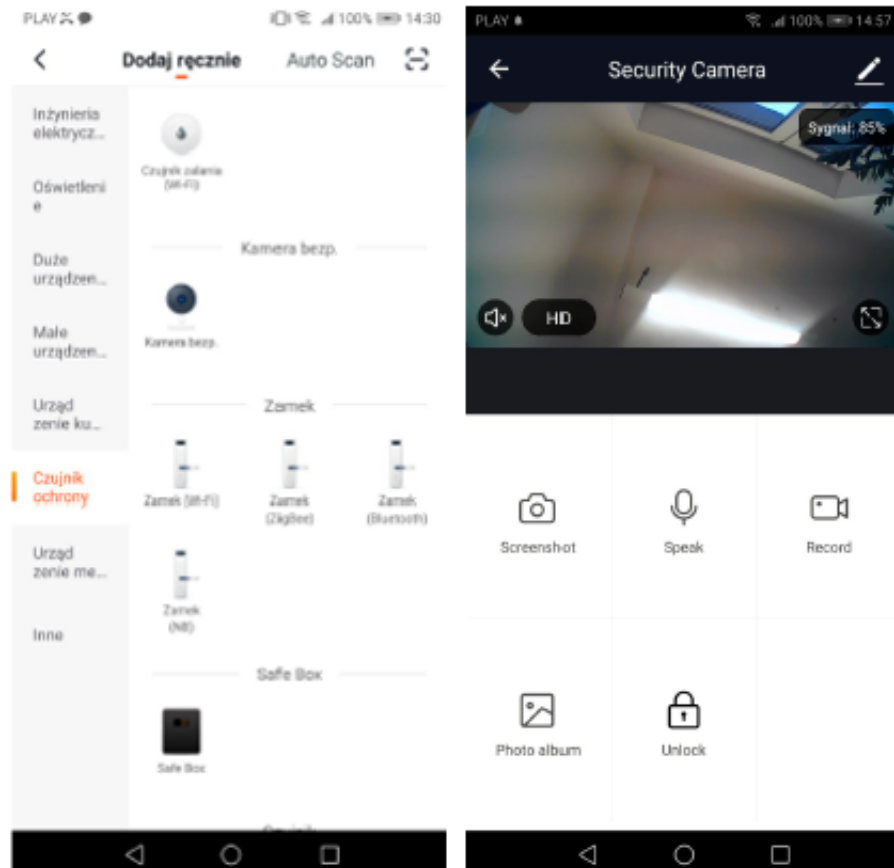 PLAY
100% 14:30
Dodaj ręcznie Auto Scan
Inżynieria
elektrycz...
Oświetleni
e
Duże
urządzen...
Małe
urządzen...
Urząd
zenie ku...
Czujnik
ochrony
Urząd
zenie me...
Inne
Czujnik zalania
(Wi-Fi)
Kamera bezp.
Kamera bezp.
Zamek
Zamek (Wi-Fi)
Zamek
(ZigBee)
Zamek
(Bluetooth)
Zamek
(NB)
Safe Box
Safe Box
PLAY
100% 14:57
Security Camera
Sygnał: 85%
HD
Screenshot
Speak
Record
Photo album
Unlock